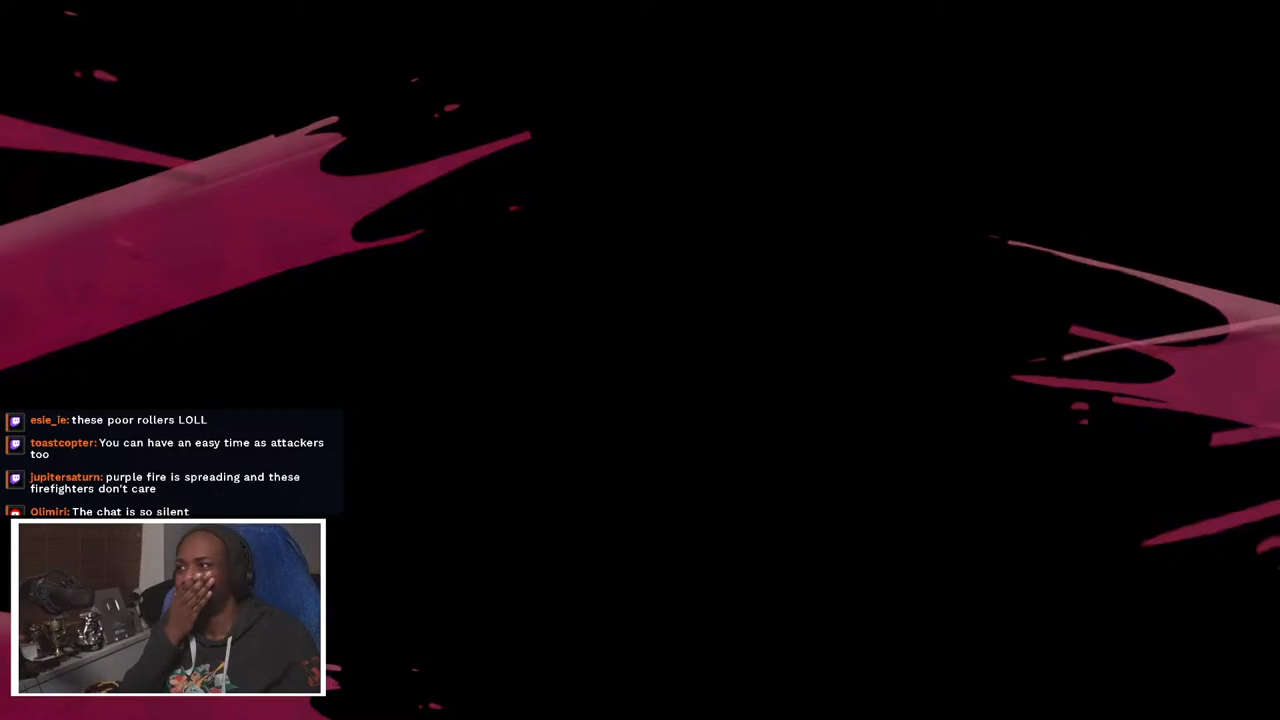 esie_ie: these poor rollers LOLL
toastcopter: You can have an easy time as attackers
too
jupitersaturn: purple fire is spreading and these
firefighters don't care
Olimiri: The chat is so silent